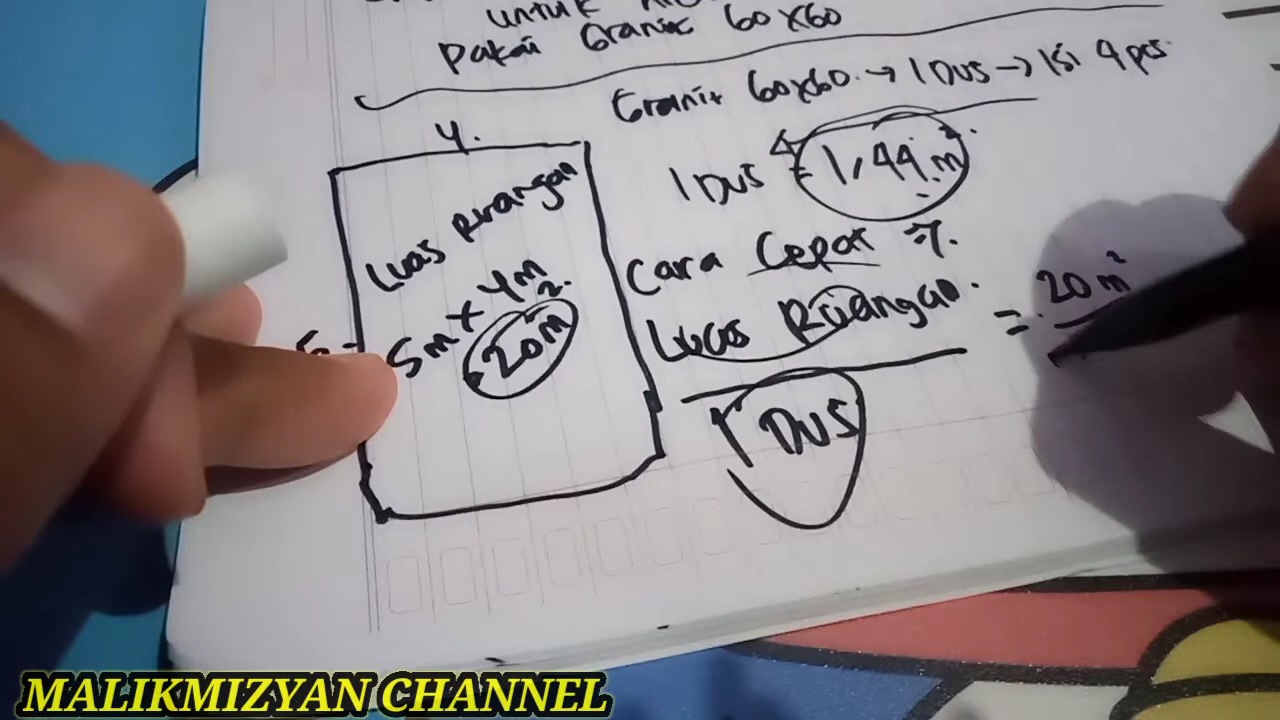 untuk
Pakai Granit 60x60
Granit 60x60 → 1 DUS → Isi 4 pcs.
4.
1 DUS = 1,44 m².
Luas Ruangan
5m x 4m
20m²
Cara Cepat
Luas Ruangan.
1 DUS
= 20 m²
MALIKMIZYAN CHANNEL